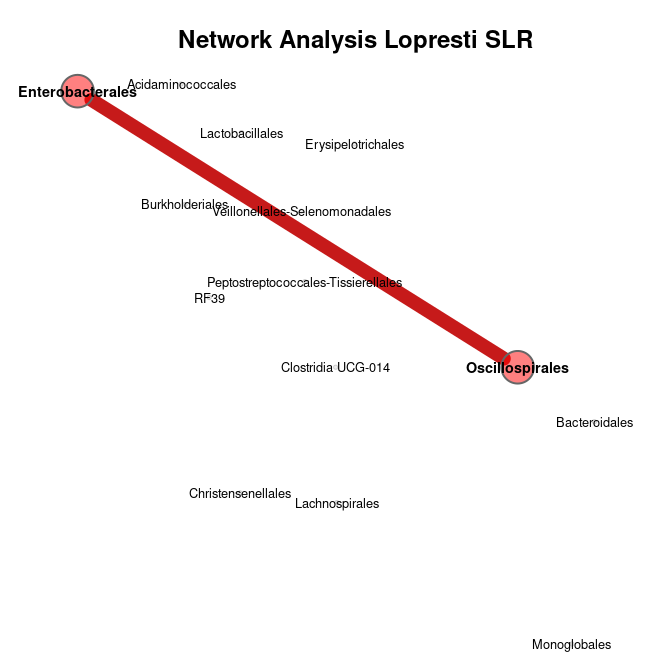 Network Analysis Lopresti SLR
Acidaminococcales
Enterobacterales
Lactobacillales
Erysipelotrichales
Burkholderiales
Veillonellales-Selenomonadales
Peptostreptococcales-Tissierellales
RF39
Clostridia UCG-014
Oscillospirales
Bacteroidales
Christensenellales
Lachnospirales
Monoglobales